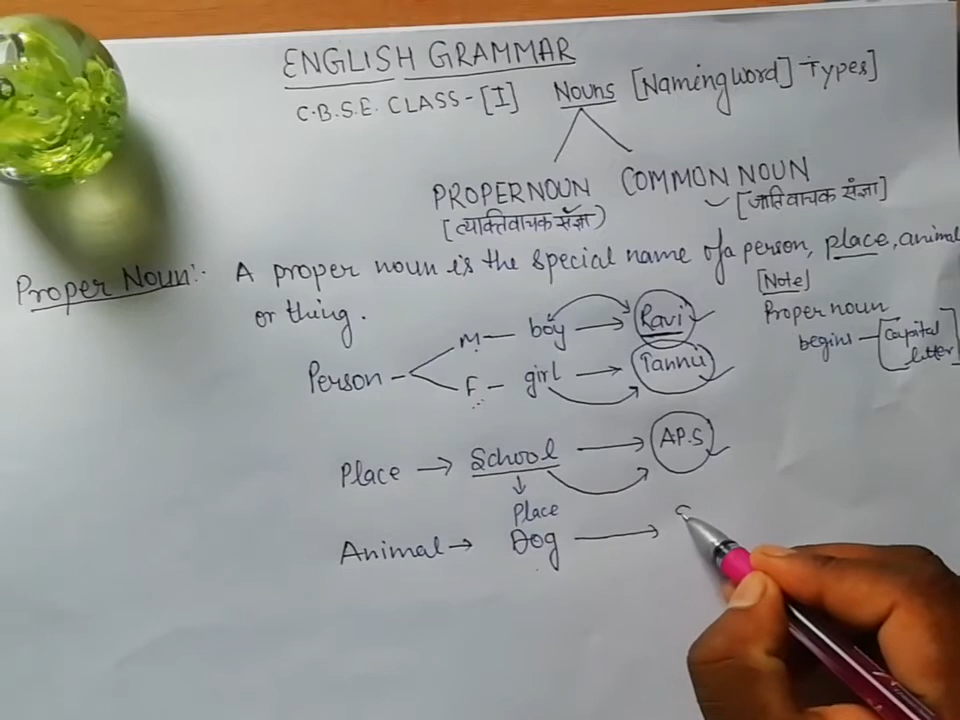 ENGLISH GRAMMAR
C.B.S.E. CLASS-[I] Nouns [Naming word] Types]
PROPER NOUN COMMON NOUN
[व्यक्तिवाचक संज्ञा) [जातिवाचक संज्ञा]
Proper Noun:- A proper noun is the special name of a person, place, animal
or thing.
[Note]
Proper noun
begins - [Capital
litter]
Person - M - boy → Ravi
F - girl → Tannu
Place → School → A.P.S
↓
Place
Animal → Dog →